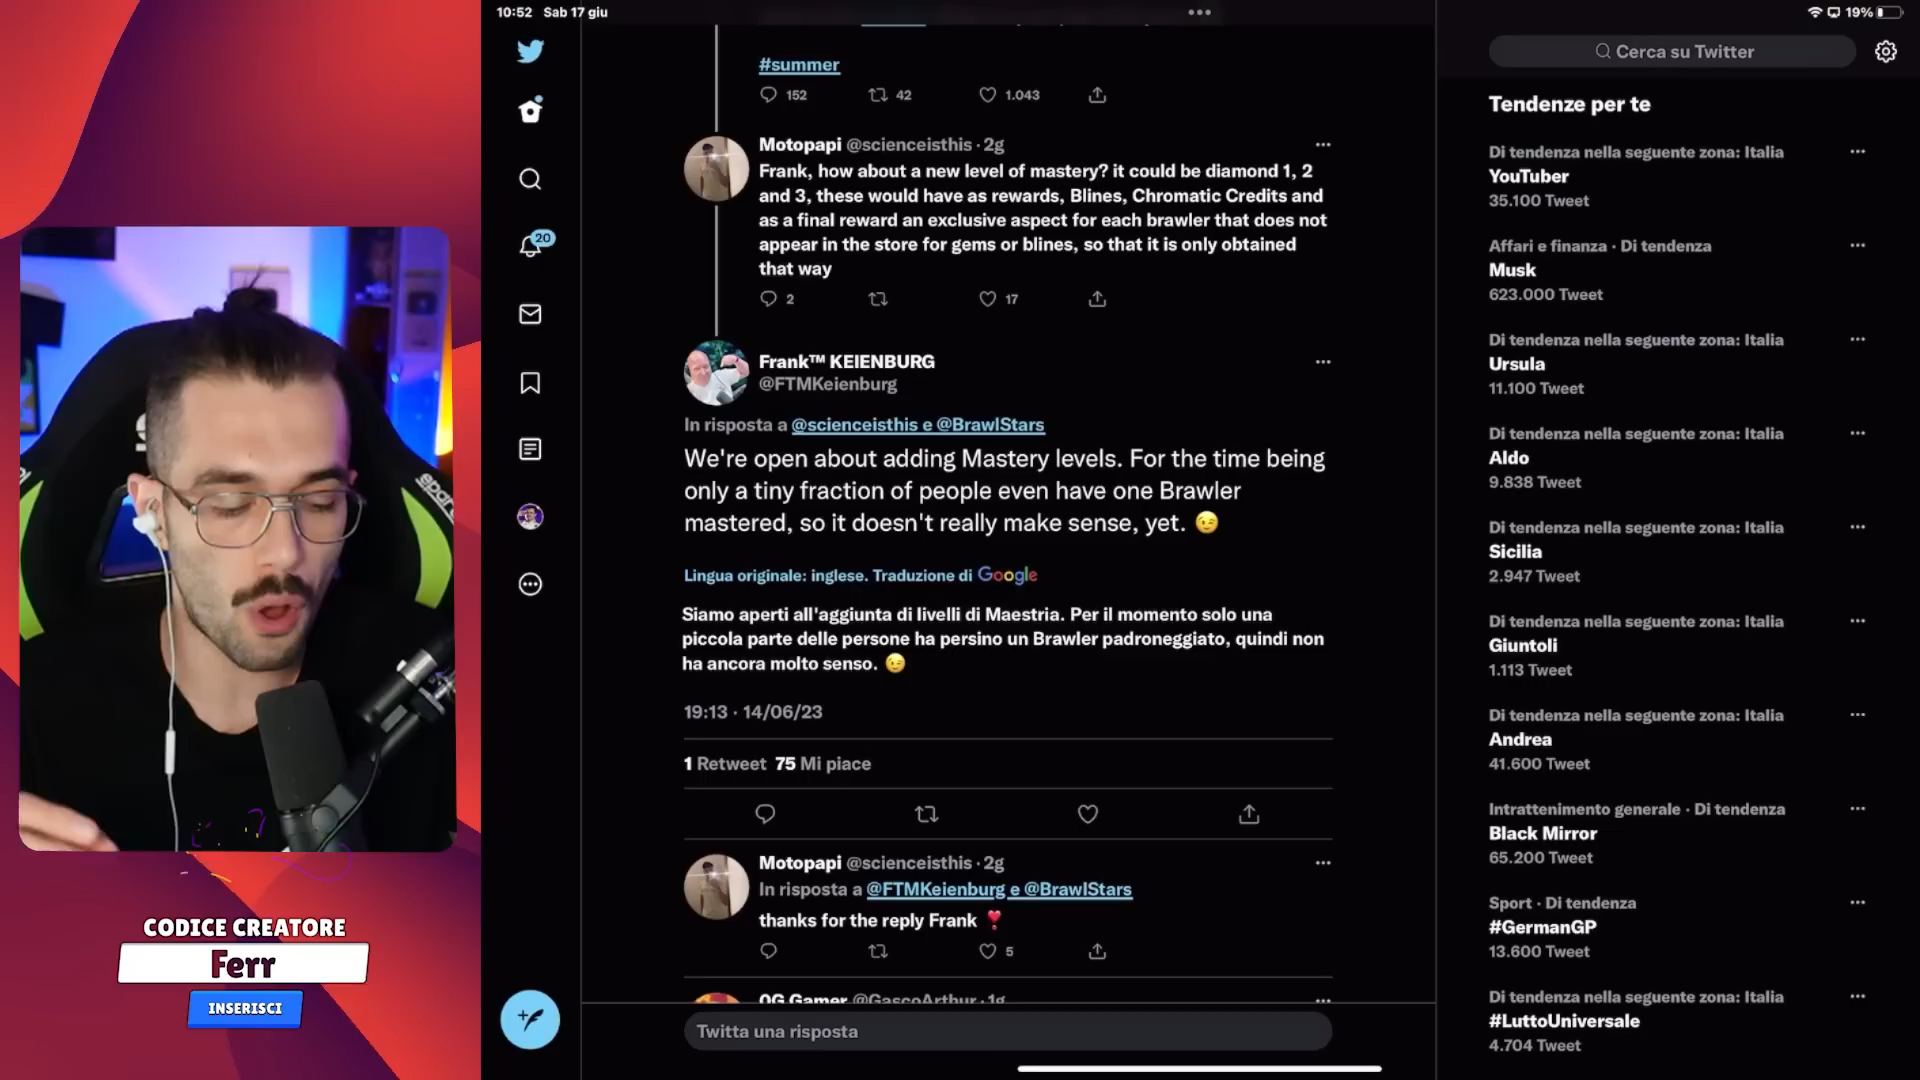 10:52 Sab 17 giu
19%
#summer
152 42 1.043
Motopapi @scienceisthis · 2g
Frank, how about a new level of mastery? it could be diamond 1, 2
and 3, these would have as rewards, Blines, Chromatic Credits and
as a final reward an exclusive aspect for each brawler that does not
appear in the store for gems or blines, so that it is only obtained
that way
2 17
Frank™ KEIENBURG
@FTMKeienburg
In risposta a @scienceisthis e @BrawlStars
We're open about adding Mastery levels. For the time being
only a tiny fraction of people even have one Brawler
mastered, so it doesn't really make sense, yet. 😉
Lingua originale: inglese. Traduzione di Google
Siamo aperti all'aggiunta di livelli di Maestria. Per il momento solo una
piccola parte delle persone ha persino un Brawler padroneggiato, quindi non
ha ancora molto senso. 😉
19:13 · 14/06/23
1 Retweet 75 Mi piace
Motopapi @scienceisthis · 2g
In risposta a @FTMKeienburg e @BrawlStars
thanks for the reply Frank ❣️
5
OG Gamer @GascoArthur · 1g
Twitta una risposta
20
Cerca su Twitter
Tendenze per te
Di tendenza nella seguente zona: Italia
YouTuber
35.100 Tweet
Affari e finanza · Di tendenza
Musk
623.000 Tweet
Di tendenza nella seguente zona: Italia
Ursula
11.100 Tweet
Di tendenza nella seguente zona: Italia
Aldo
9.838 Tweet
Di tendenza nella seguente zona: Italia
Sicilia
2.947 Tweet
Di tendenza nella seguente zona: Italia
Giuntoli
1.113 Tweet
Di tendenza nella seguente zona: Italia
Andrea
41.600 Tweet
Intrattenimento generale · Di tendenza
Black Mirror
65.200 Tweet
Sport · Di tendenza
#GermanGP
13.600 Tweet
Di tendenza nella seguente zona: Italia
#LuttoUniversale
4.704 Tweet
CODICE CREATORE
Ferr
INSERISCI